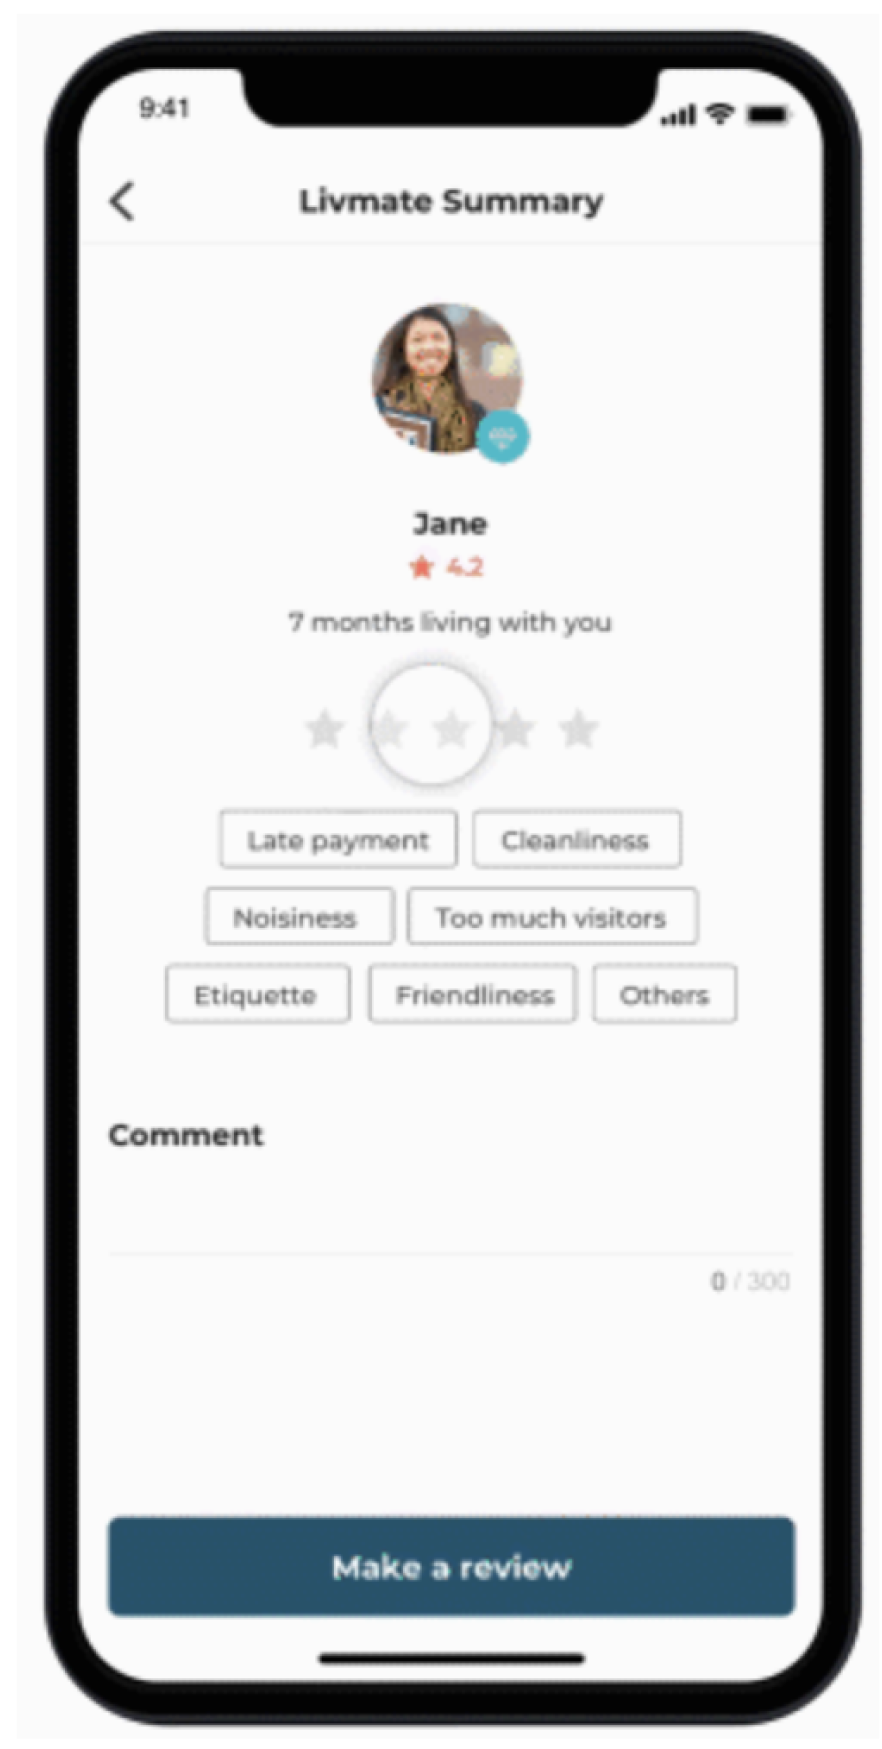 9:41
Livmate Summary
Jane
4.2
7 months living with you
Late payment Cleanliness
Noisiness Too much visitors
Etiquette Friendliness Others
Comment
0 / 300
Make a review